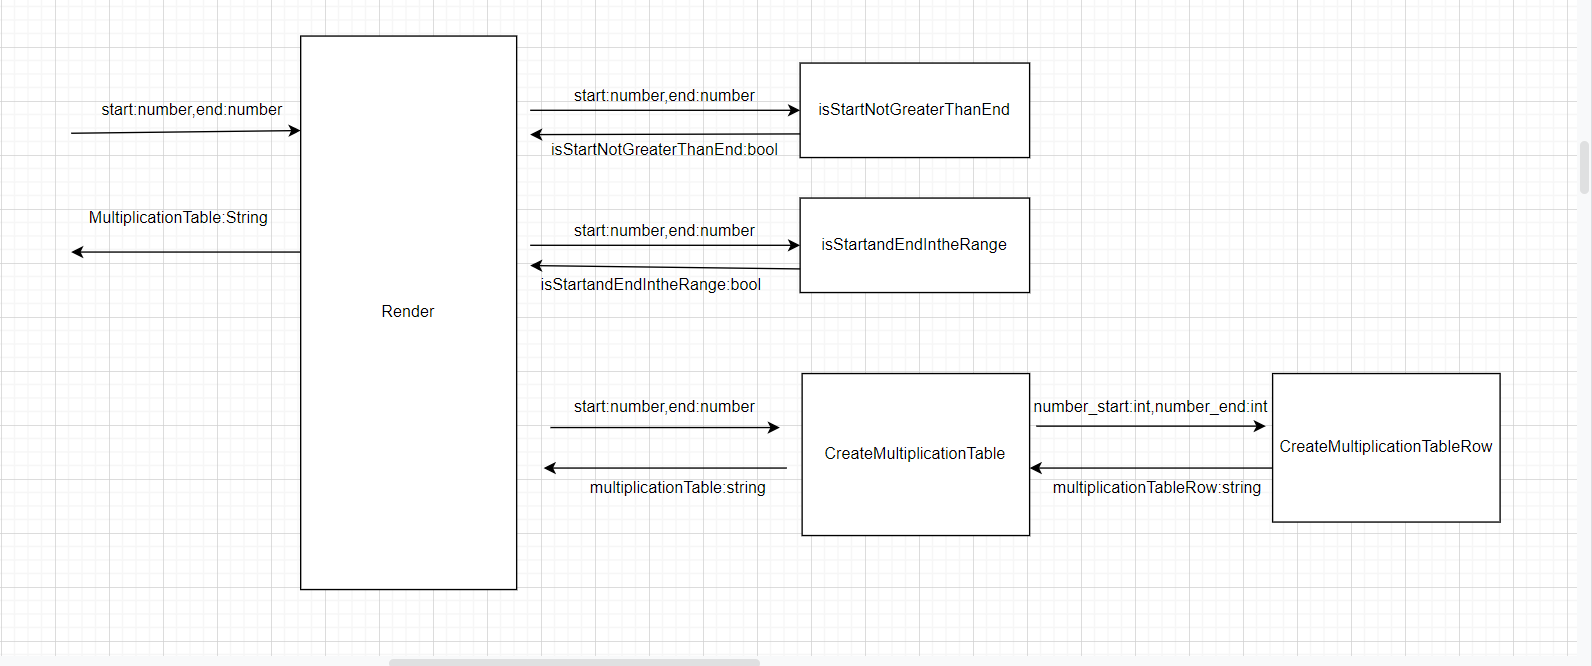 start:number,end:number
MultiplicationTable:String
Render
start:number,end:number
isStartNotGreaterThanEnd:bool
isStartNotGreaterThanEnd
start:number,end:number
isStartandEndIntheRange:bool
isStartandEndIntheRange
start:number,end:number
multiplicationTable:string
CreateMultiplicationTable
number_start:int,number_end:int
multiplicationTableRow:string
CreateMultiplicationTableRow